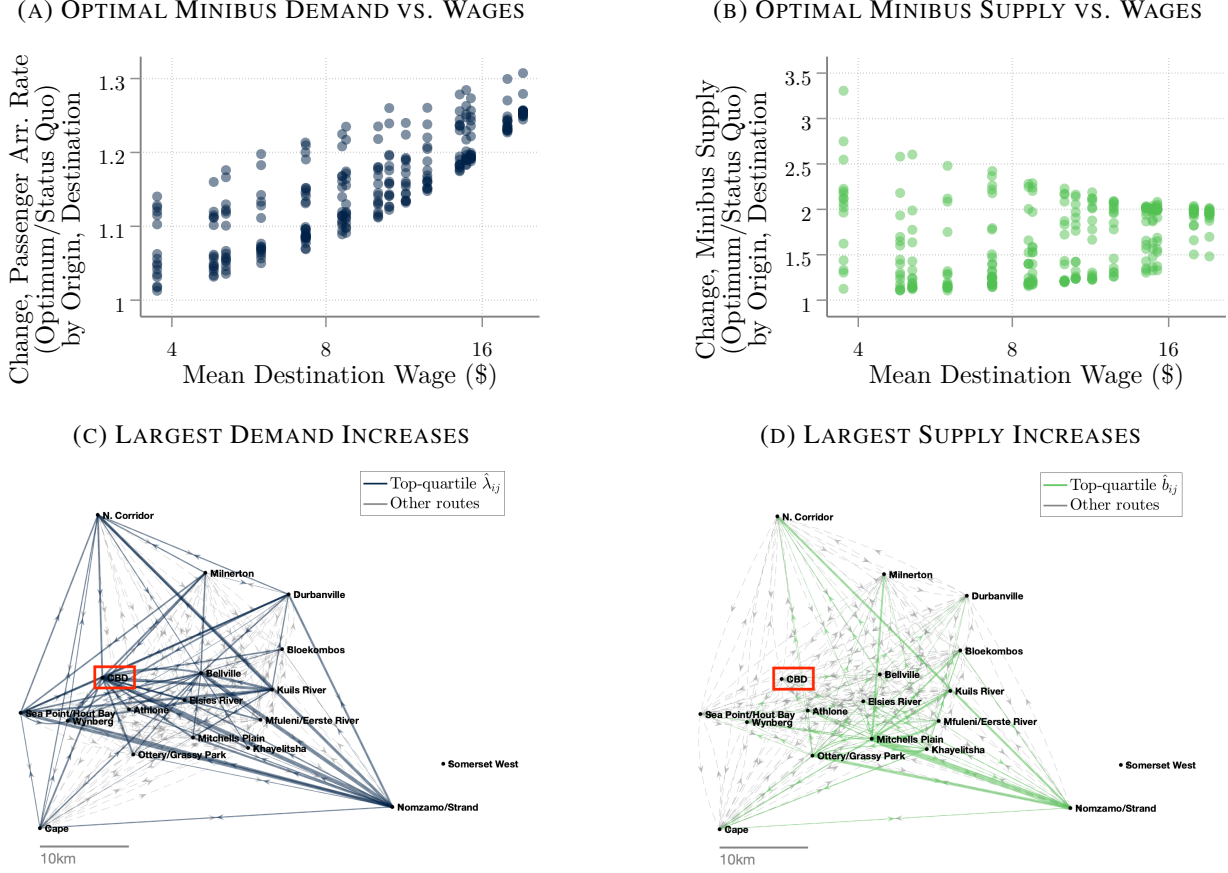 (A) OPTIMAL MINIBUS DEMAND VS. WAGES
Change, Passenger Arr. Rate
(Optimum/Status Quo)
by Origin, Destination
1.3
1.2
1.1
1
4
8
16
Mean Destination Wage ($)
(B) OPTIMAL MINIBUS SUPPLY VS. WAGES
Change, Minibus Supply
(Optimum/Status Quo)
by Origin, Destination
3.5
3
2.5
2
1.5
1
4
8
16
Mean Destination Wage ($)
(C) LARGEST DEMAND INCREASES
Top-quartile λ̂ij
Other routes
N. Corridor
Milnerton
Durbanville
Bloekombos
CBD
Bellville
Kuils River
Elsies River
Sea Point/Hout Bay
Athlone
Wynberg
Mfuleni/Eerste River
Mitchells Plain
Khayelitsha
Ottery/Grassy Park
Somerset West
Nomzamo/Strand
Cape
10km
(D) LARGEST SUPPLY INCREASES
Top-quartile b̂ij
Other routes
N. Corridor
Milnerton
Durbanville
Bloekombos
CBD
Bellville
Kuils River
Elsies River
Sea Point/Hout Bay
Athlone
Wynberg
Mfuleni/Eerste River
Mitchells Plain
Khayelitsha
Ottery/Grassy Park
Somerset West
Nomzamo/Strand
Cape
10km